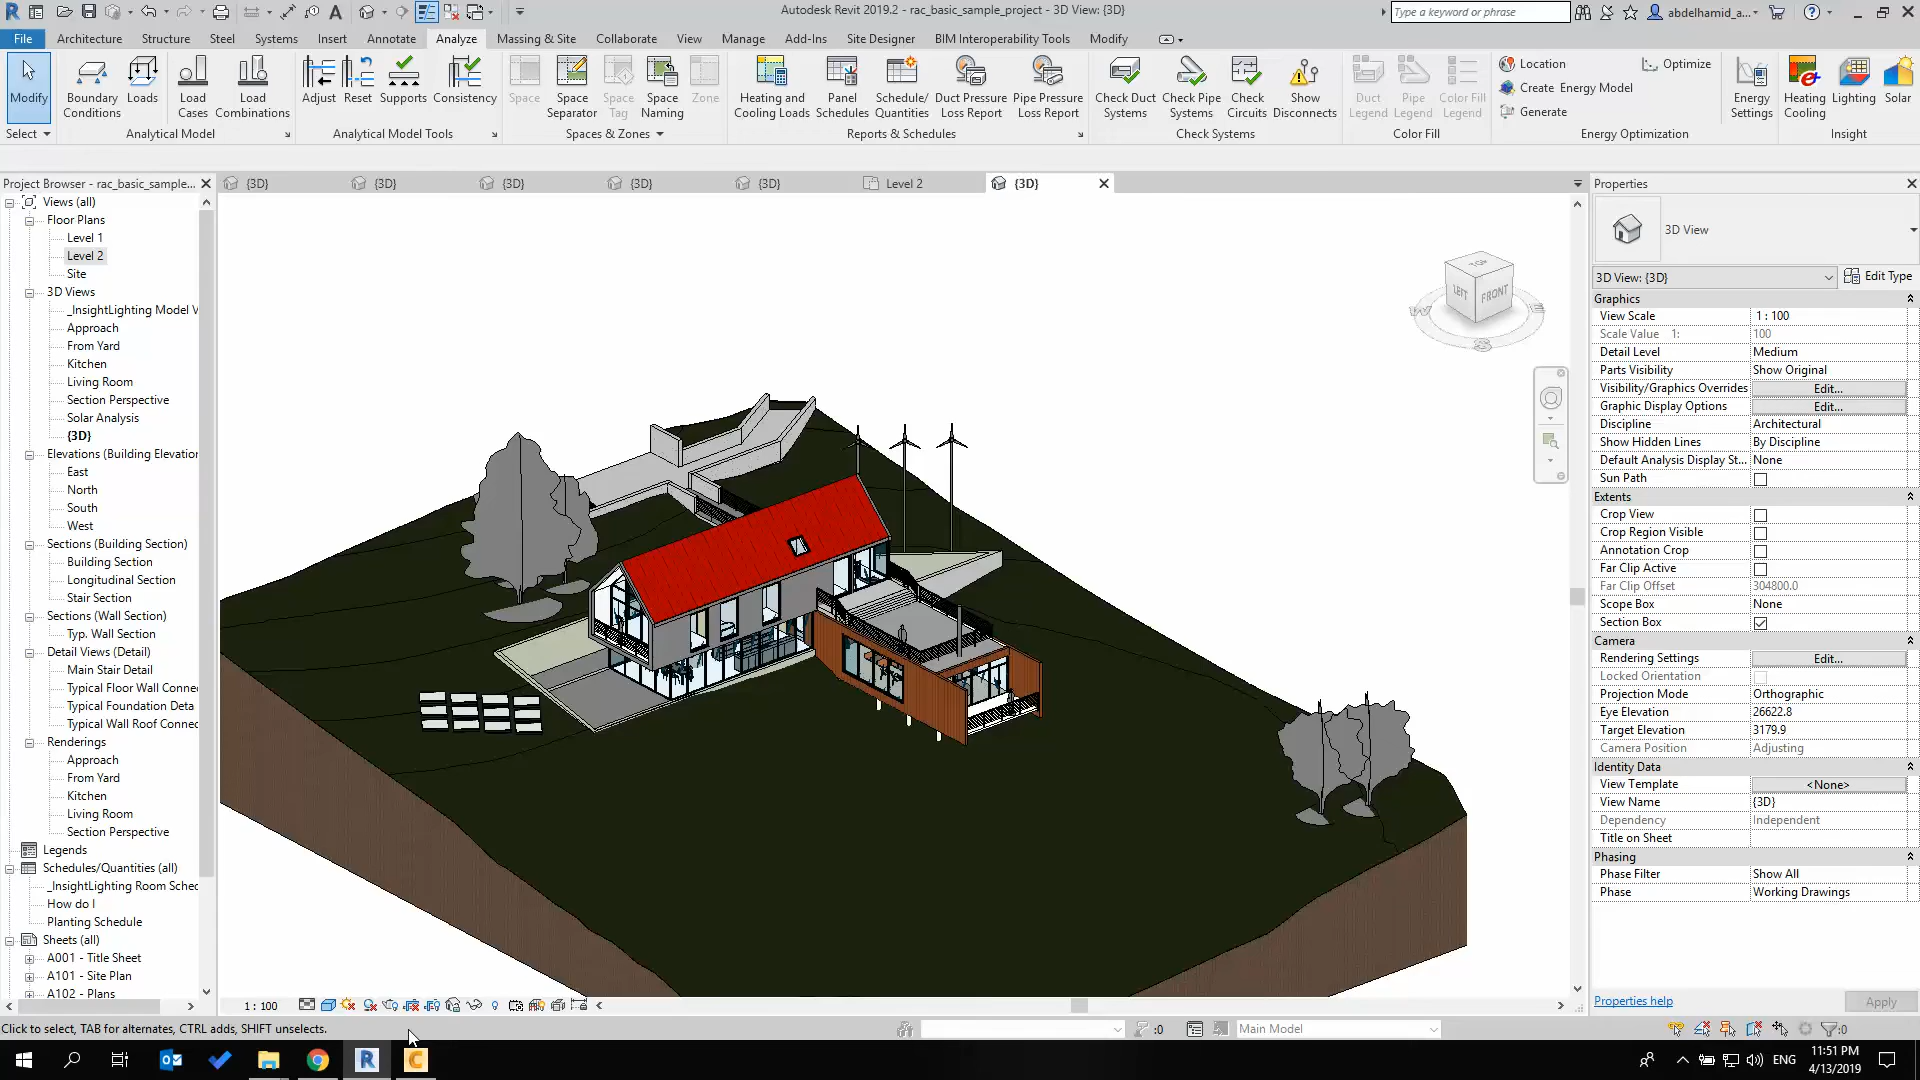 Autodesk Revit 2019.2 - rac_basic_sample_project - 3D View: {3D}
Type a keyword or phrase
abdelhamid_a...
File Architecture Structure Steel Systems Insert Annotate Analyze Massing & Site Collaborate View Manage Add-Ins Site Designer BIM Interoperability Tools Modify
Modify
Boundary Conditions
Loads
Load Cases
Load Combinations
Adjust
Reset
Supports
Consistency
Space
Space Separator
Space Tag
Space Naming
Zone
Heating and Cooling Loads
Panel Schedules
Schedule/ Quantities
Duct Pressure Loss Report
Pipe Pressure Loss Report
Check Duct Systems
Check Pipe Systems
Check Circuits
Show Disconnects
Duct Legend
Pipe Legend
Color Fill Legend
Location
Optimize
Create Energy Model
Generate
Energy Settings
Heating Cooling
Lighting
Solar
Select
Analytical Model
Analytical Model Tools
Spaces & Zones
Reports & Schedules
Check Systems
Color Fill
Energy Optimization
Insight
Project Browser - rac_basic_sample...
{3D} {3D} {3D} {3D} {3D} Level 2 {3D}
Views (all)
Floor Plans
Level 1
Level 2
Site
3D Views
_InsightLighting Model V
Approach
From Yard
Kitchen
Living Room
Section Perspective
Solar Analysis
{3D}
Elevations (Building Elevation
East
North
South
West
Sections (Building Section)
Building Section
Longitudinal Section
Stair Section
Sections (Wall Section)
Typ. Wall Section
Detail Views (Detail)
Main Stair Detail
Typical Floor Wall Connec
Typical Foundation Deta
Typical Wall Roof Connec
Renderings
Approach
From Yard
Kitchen
Living Room
Section Perspective
Legends
Schedules/Quantities (all)
_InsightLighting Room Sched
How do I
Planting Schedule
Sheets (all)
A001 - Title Sheet
A101 - Site Plan
A102 - Plans
TOP
LEFT
FRONT
W
E
S
Properties
3D View
3D View: {3D}
Edit Type
Graphics
View Scale 1 : 100
Scale Value 1: 100
Detail Level Medium
Parts Visibility Show Original
Visibility/Graphics Overrides Edit...
Graphic Display Options Edit...
Discipline Architectural
Show Hidden Lines By Discipline
Default Analysis Display St... None
Sun Path
Extents
Crop View
Crop Region Visible
Annotation Crop
Far Clip Active
Far Clip Offset 304800.0
Scope Box None
Section Box
Camera
Rendering Settings Edit...
Locked Orientation
Projection Mode Orthographic
Eye Elevation 26622.8
Target Elevation 3179.9
Camera Position Adjusting
Identity Data
View Template <None>
View Name {3D}
Dependency Independent
Title on Sheet
Phasing
Phase Filter Show All
Phase Working Drawings
Properties help
Apply
1 : 100
Click to select, TAB for alternates, CTRL adds, SHIFT unselects.
:0
Main Model
:0
ENG
11:51 PM
4/13/2019